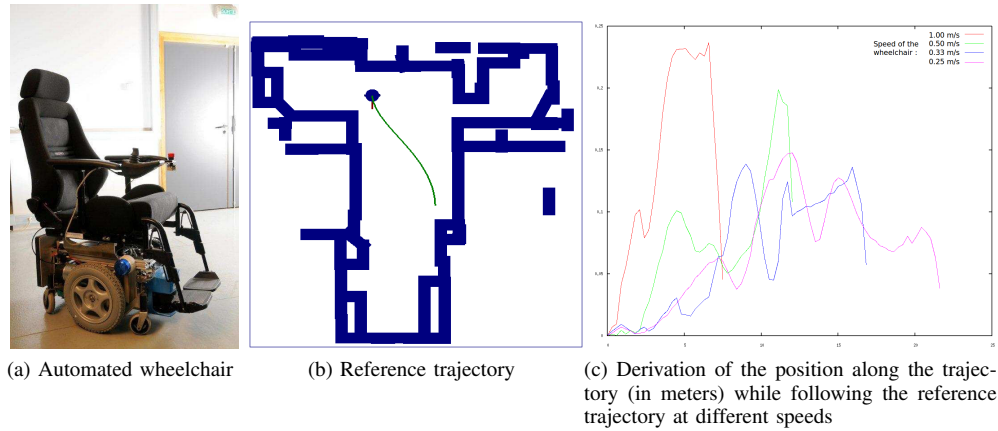 0.25
0.2
0.15
0.1
0.05
0
0
5
10
15
20
25
Speed of the
wheelchair :
1.00 m/s
0.50 m/s
0.33 m/s
0.25 m/s
(a) Automated wheelchair
(b) Reference trajectory
(c) Derivation of the position along the trajec-
tory (in meters) while following the reference
trajectory at different speeds